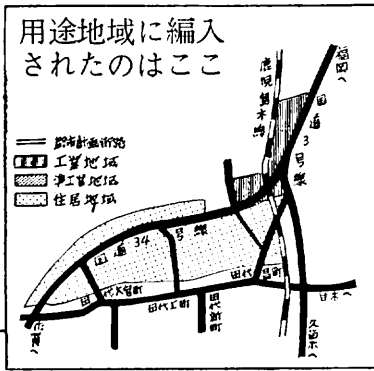 用途地域に編入
されたのはここ
都市計画街路
工業地域
準工業地域
住居地域
鹿児島本線
国道3号線
福岡へ
国道34号線
田代大官町
田代上町
田代新町
田代昌町
甘木へ
久留米へ
佐賀へ